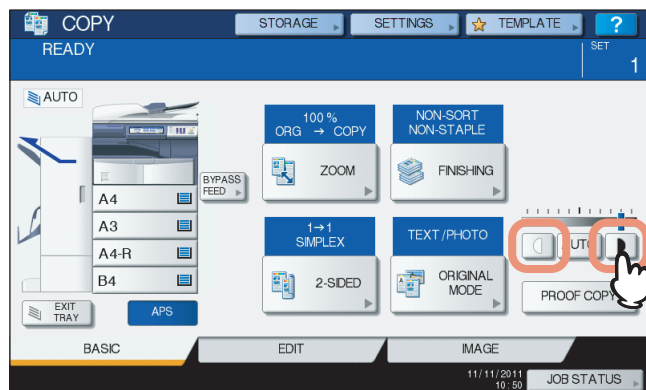 COPY
STORAGE
SETTINGS
TEMPLATE
?
READY
SET
1
AUTO
100 %
ORG → COPY
ZOOM
NON-SORT
NON-STAPLE
FINISHING
BYPASS
FEED
A4
A3
A4-R
B4
1→1
SIMPLEX
2-SIDED
TEXT/PHOTO
ORIGINAL
MODE
AUTO
PROOF COPY
EXIT
TRAY
APS
BASIC
EDIT
IMAGE
11/11/2011
10:50
JOB STATUS